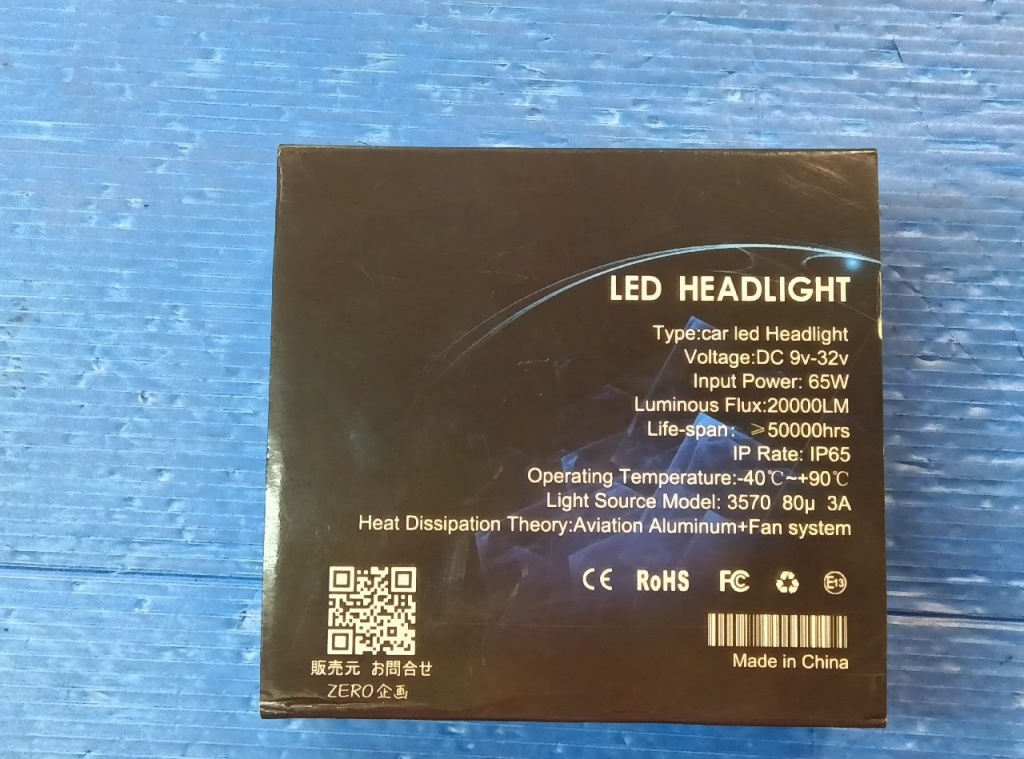 LED HEADLIGHT
Type:car led Headlight
Voltage:DC 9v-32v
Input Power: 65W
Luminous Flux:20000LM
Life-span： ≥50000hrs
IP Rate: IP65
Operating Temperature:-40℃~+90℃
Light Source Model: 3570 80μ 3A
Heat Dissipation Theory:Aviation Aluminum+Fan system
CE RoHS FC E13
Made in China
販売元 お問合せ
ZERO企画